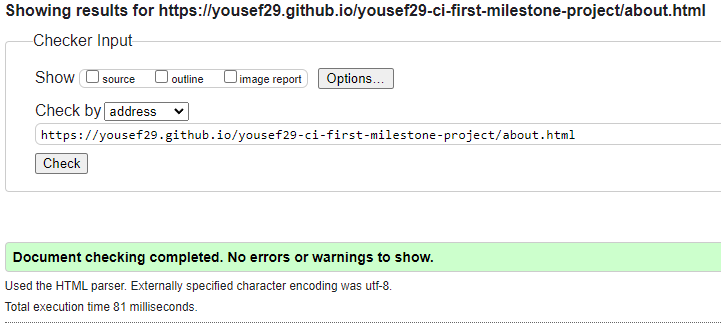 Showing results for https://yousef29.github.io/yousef29-ci-first-milestone-project/about.html
Checker Input
Show source outline image report Options...
Check by address
https://yousef29.github.io/yousef29-ci-first-milestone-project/about.html
Check
Document checking completed. No errors or warnings to show.
Used the HTML parser. Externally specified character encoding was utf-8.
Total execution time 81 milliseconds.